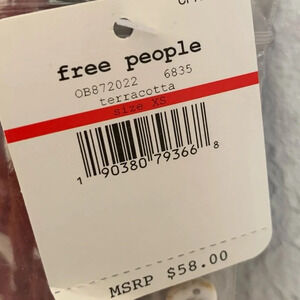 free people
OB872022 6835
terracotta
size XS
1 90380 79366 8
MSRP $58.00